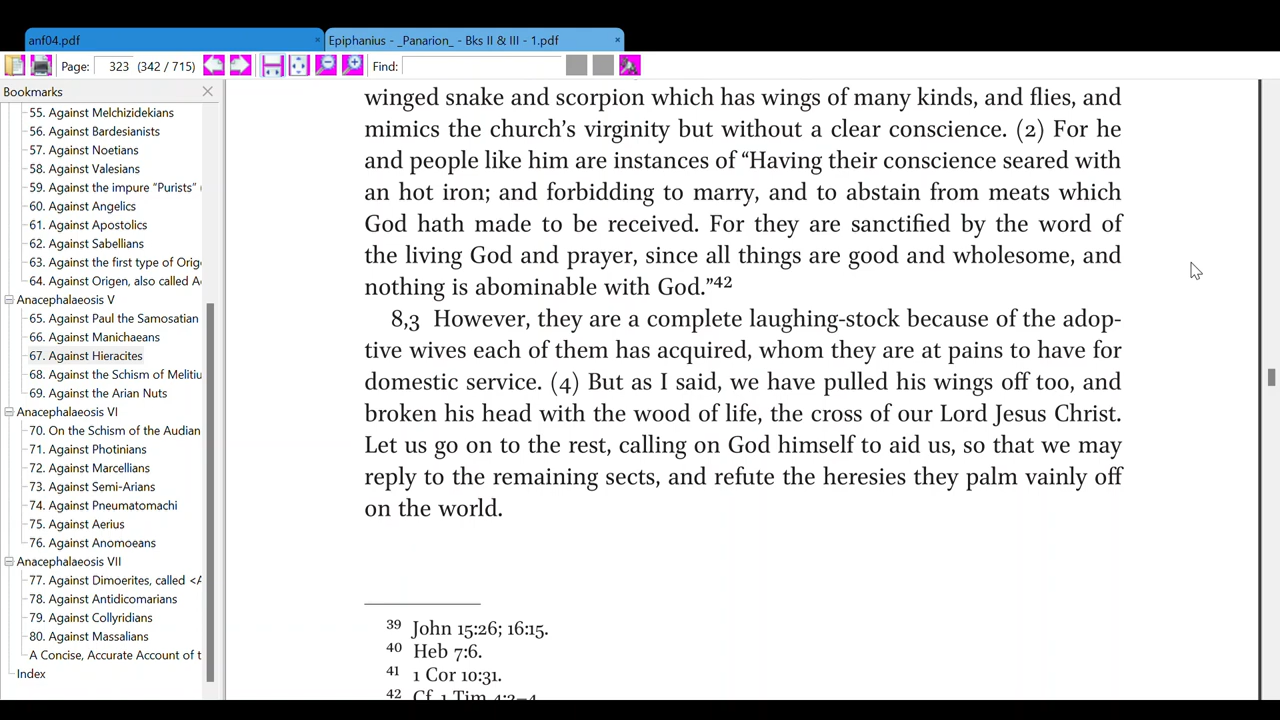 anf04.pdf × Epiphanius - _Panarion_ - Bks II & III - 1.pdf ×
Page: 323 (342 / 715) Find:
Bookmarks
55. Against Melchizidekians
56. Against Bardesianists
57. Against Noetians
58. Against Valesians
59. Against the impure “Purists” (
60. Against Angelics
61. Against Apostolics
62. Against Sabellians
63. Against the first type of Orig
64. Against Origen, also called A
Anacephalaeosis V
65. Against Paul the Samosatian
66. Against Manichaeans
67. Against Hieracites
68. Against the Schism of Melitiu
69. Against the Arian Nuts
Anacephalaeosis VI
70. On the Schism of the Audian
71. Against Photinians
72. Against Marcellians
73. Against Semi-Arians
74. Against Pneumatomachi
75. Against Aerius
76. Against Anomoeans
Anacephalaeosis VII
77. Against Dimoerites, called <A
78. Against Antidicomarians
79. Against Collyridians
80. Against Massalians
A Concise, Accurate Account of t
Index
winged snake and scorpion which has wings of many kinds, and flies, and
mimics the church’s virginity but without a clear conscience. (2) For he
and people like him are instances of “Having their conscience seared with
an hot iron; and forbidding to marry, and to abstain from meats which
God hath made to be received. For they are sanctified by the word of
the living God and prayer, since all things are good and wholesome, and
nothing is abominable with God.”42
8,3 However, they are a complete laughing-stock because of the adop-
tive wives each of them has acquired, whom they are at pains to have for
domestic service. (4) But as I said, we have pulled his wings off too, and
broken his head with the wood of life, the cross of our Lord Jesus Christ.
Let us go on to the rest, calling on God himself to aid us, so that we may
reply to the remaining sects, and refute the heresies they palm vainly off
on the world.
39 John 15:26; 16:15.
40 Heb 7:6.
41 1 Cor 10:31.
42 Cf. 1 Tim 4:2–4.